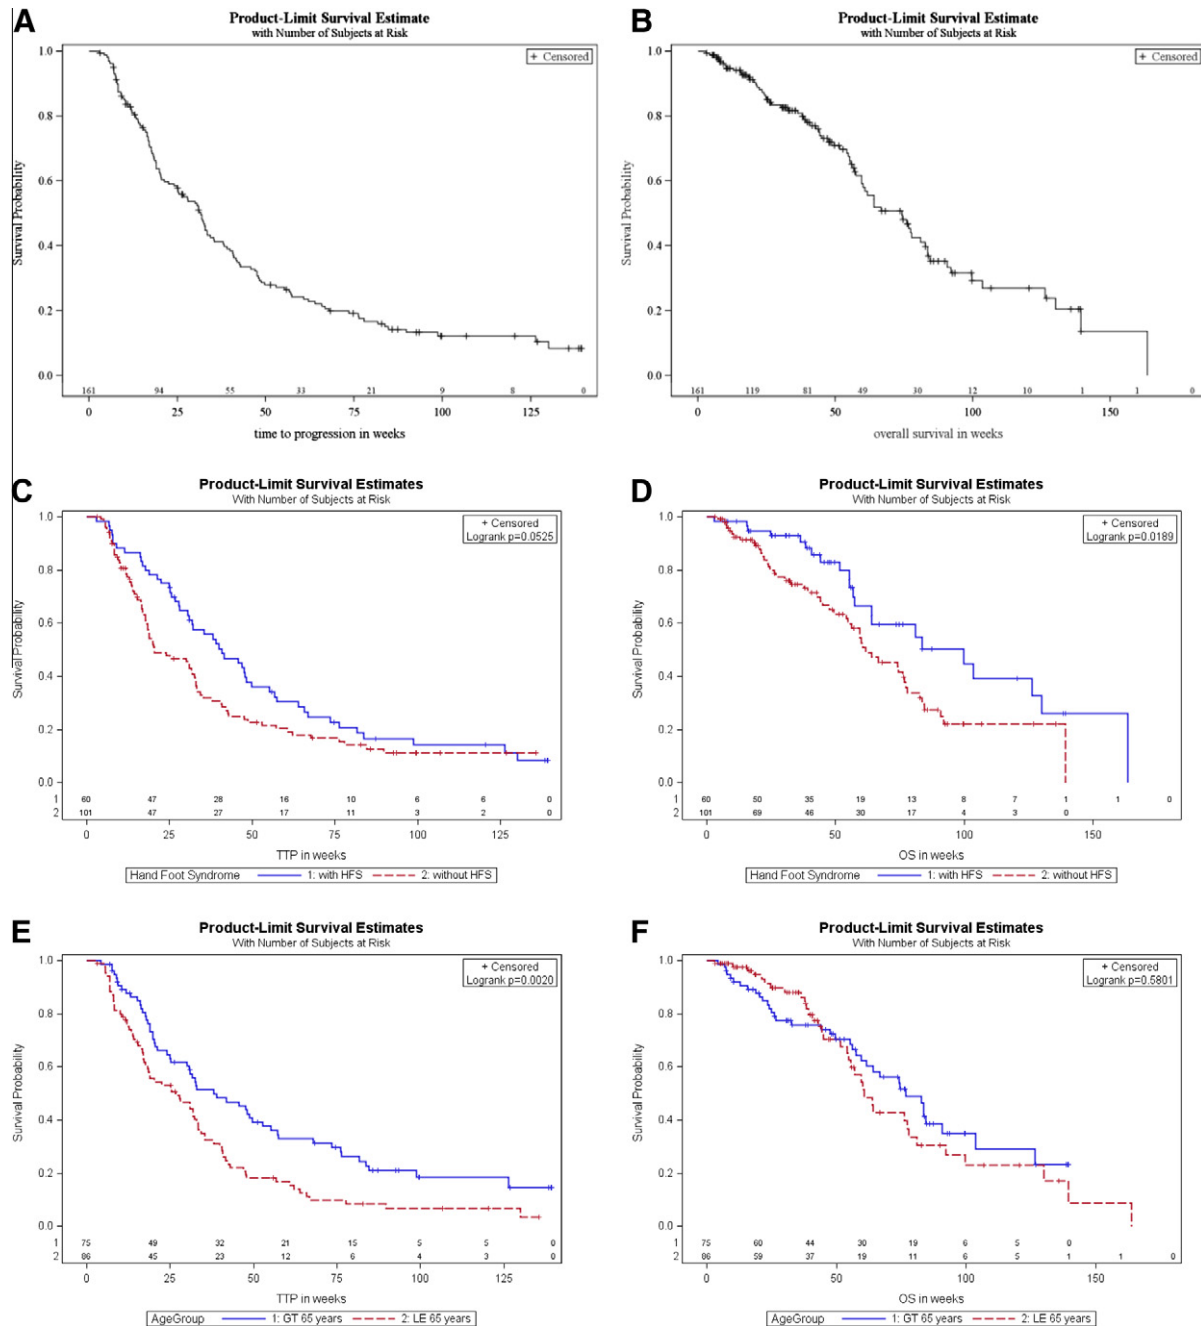 A
Product-Limit Survival Estimate
with Number of Subjects at Risk
+ Censored
Survival Probability
1.0
0.8
0.6
0.4
0.2
0.0
161 94 55 33 21 9 8 0
0 25 50 75 100 125
time to progression in weeks
B
Product-Limit Survival Estimate
with Number of Subjects at Risk
+ Censored
Survival Probability
1.0
0.8
0.6
0.4
0.2
0.0
161 119 81 49 30 12 10 1 1 0
0 50 100 150
overall survival in weeks
C
Product-Limit Survival Estimates
With Number of Subjects at Risk
+ Censored
Logrank p=0.0525
Survival Probability
1.0
0.8
0.6
0.4
0.2
0.0
1 60 47 28 16 10 6 6 0
2 101 47 27 17 11 3 2 0
0 25 50 75 100 125
TTP in weeks
Hand Foot Syndrome 1: with HFS 2: without HFS
D
Product-Limit Survival Estimates
With Number of Subjects at Risk
+ Censored
Logrank p=0.0189
Survival Probability
1.0
0.8
0.6
0.4
0.2
0.0
1 60 50 35 19 13 8 7 1 1 0
2 101 69 46 30 17 4 3 0
0 50 100 150
OS in weeks
Hand Foot Syndrome 1: with HFS 2: without HFS
E
Product-Limit Survival Estimates
With Number of Subjects at Risk
+ Censored
Logrank p=0.0020
Survival Probability
1.0
0.8
0.6
0.4
0.2
0.0
1 75 49 32 21 15 5 5 0
2 86 45 23 12 6 4 3 0
0 25 50 75 100 125
TTP in weeks
AgeGroup 1: GT 65 years 2: LE 65 years
F
Product-Limit Survival Estimates
With Number of Subjects at Risk
+ Censored
Logrank p=0.5801
Survival Probability
1.0
0.8
0.6
0.4
0.2
0.0
1 75 60 44 30 19 6 5 0
2 86 59 37 19 11 6 5 1 1 0
0 50 100 150
OS in weeks
AgeGroup 1: GT 65 years 2: LE 65 years